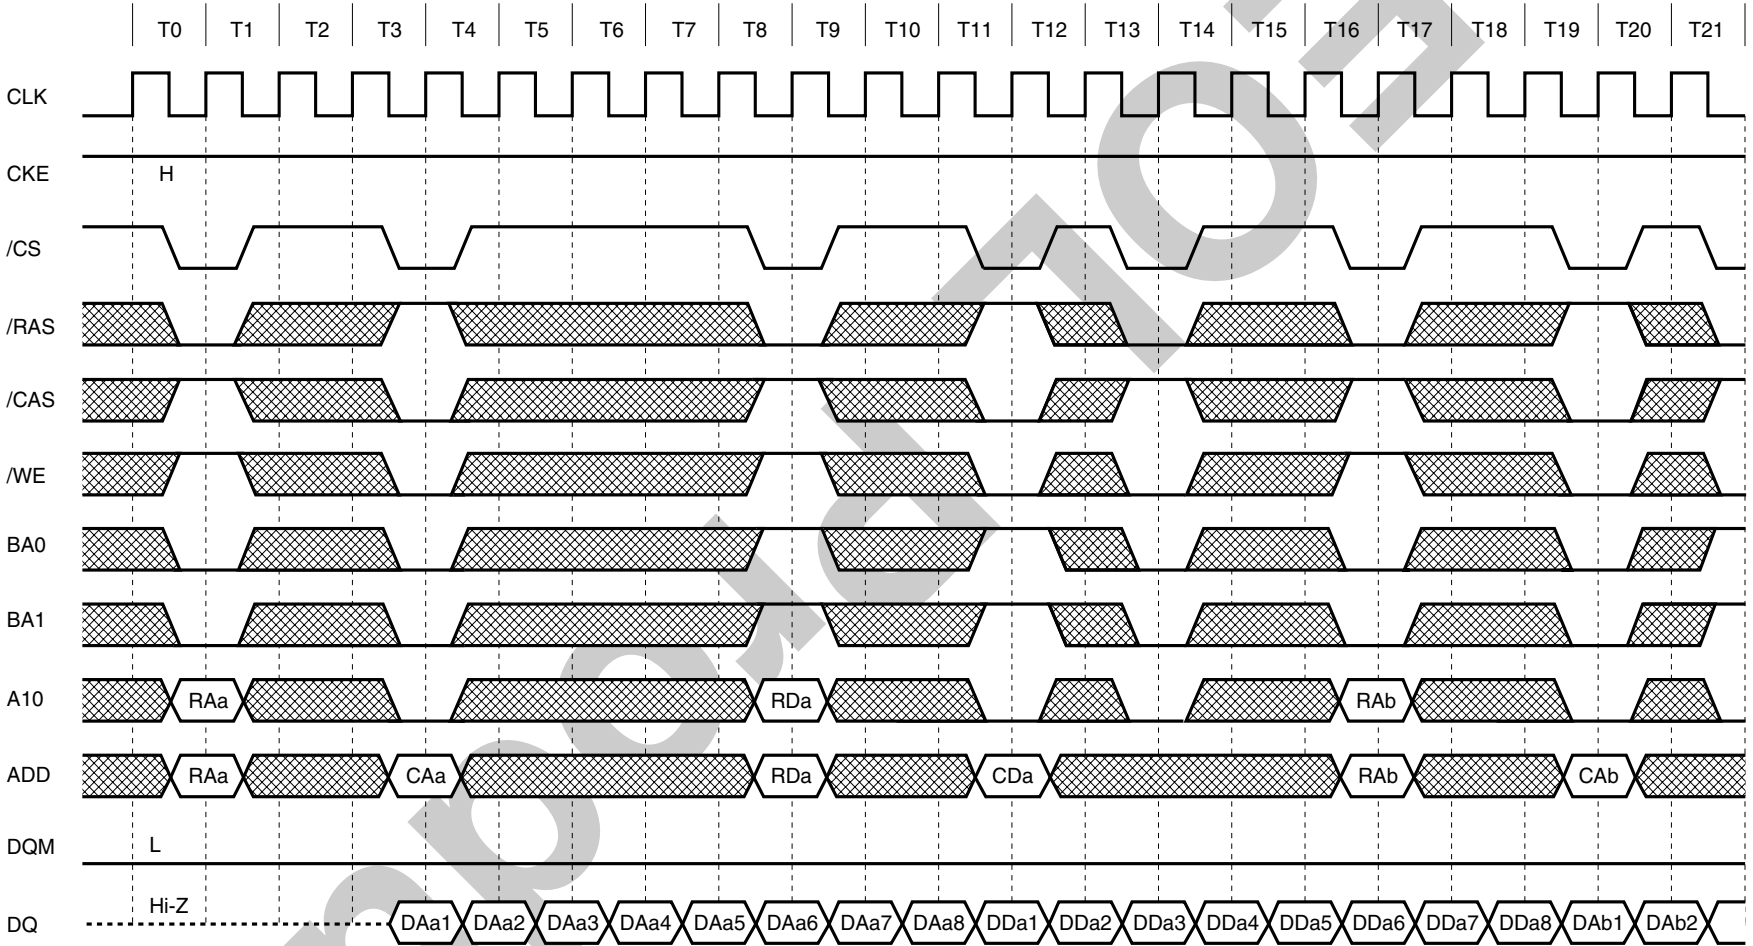 T0 T1 T2 T3 T4 T5 T6 T7 T8 T9 T10 T11 T12 T13 T14 T15 T16 T17 T18 T19 T20 T21
CLK
CKE H
/CS
/RAS
/CAS
/WE
BA0
BA1
A10 RAa RDa RAb
ADD RAa CAa RDa CDa RAb CAb
DQM L
DQ Hi-Z DAa1 DAa2 DAa3 DAa4 DAa5 DAa6 DAa7 DAa8 DDa1 DDa2 DDa3 DDa4 DDa5 DDa6 DDa7 DDa8 DAb1 DAb2